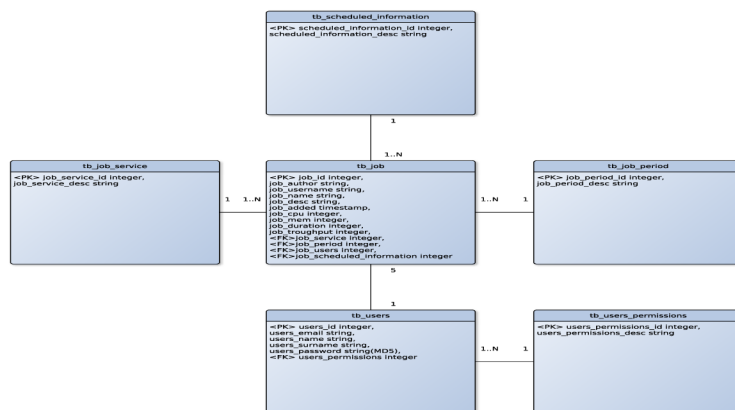 tb_scheduled_information
<PK> scheduled_information_id integer,
scheduled_information_desc string
1
1..N
tb_job_service
<PK> job_service_id integer,
job_service_desc string
1 1..N
tb_job
<PK> job_id integer,
job_author string,
job_username string,
job_name string,
job_desc string,
job_added timestamp,
job_cpu integer,
job_mem integer,
job_duration integer,
job_troughput integer,
<FK>job_service integer,
<FK>job_period integer,
<FK>job_users integer,
<FK>job_scheduled_information integer
1..N 1
tb_job_period
<PK> job_period_id integer,
job_period_desc string
5
1
tb_users
<PK> users_id integer,
users_email string,
users_name string,
users_surname string,
users_password string(MD5),
<FK> users_permissions integer
1..N 1
tb_users_permissions
<PK> users_permissions_id integer,
users_permissions_desc string